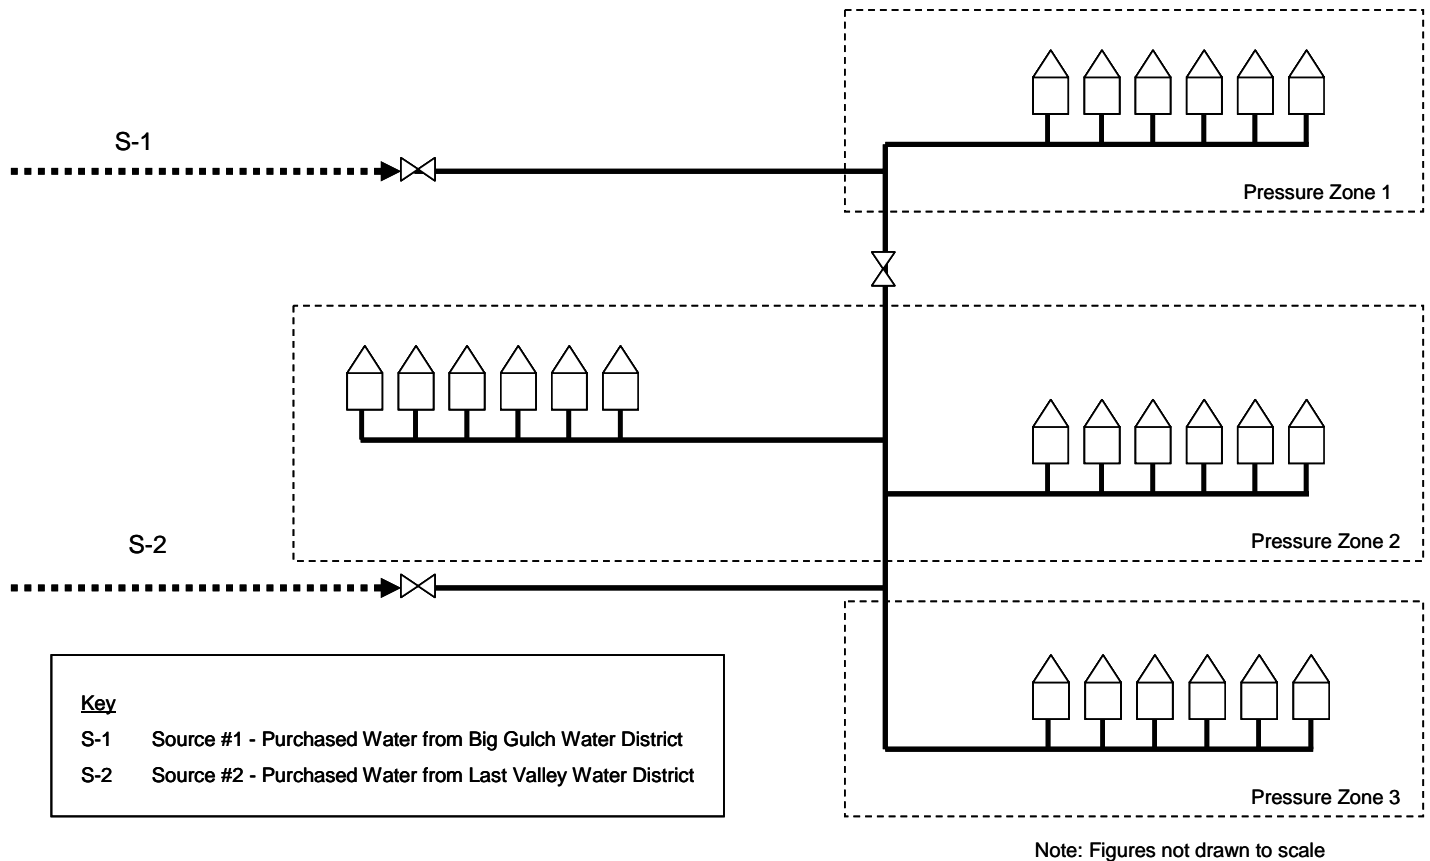 S-1
Pressure Zone 1
S-2
Pressure Zone 2
Key
S-1 Source #1 - Purchased Water from Big Gulch Water District
S-2 Source #2 - Purchased Water from Last Valley Water District
Pressure Zone 3
Note: Figures not drawn to scale